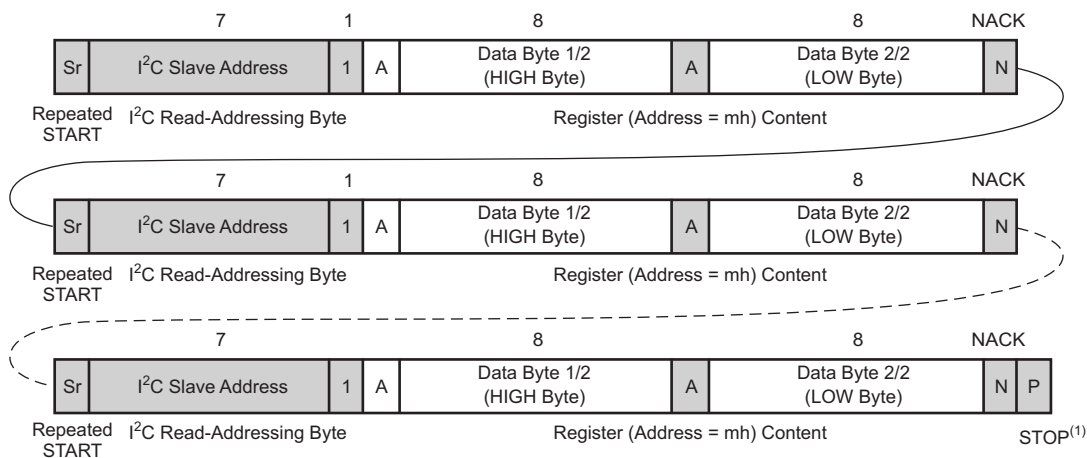 7 1 8 8 NACK
Sr I²C Slave Address 1 A Data Byte 1/2 (HIGH Byte) A Data Byte 2/2 (LOW Byte) N
Repeated START I²C Read-Addressing Byte Register (Address = mh) Content
7 1 8 8 NACK
Sr I²C Slave Address 1 A Data Byte 1/2 (HIGH Byte) A Data Byte 2/2 (LOW Byte) N
Repeated START I²C Read-Addressing Byte Register (Address = mh) Content
7 1 8 8 NACK
Sr I²C Slave Address 1 A Data Byte 1/2 (HIGH Byte) A Data Byte 2/2 (LOW Byte) N P
Repeated START I²C Read-Addressing Byte Register (Address = mh) Content STOP⁽¹⁾